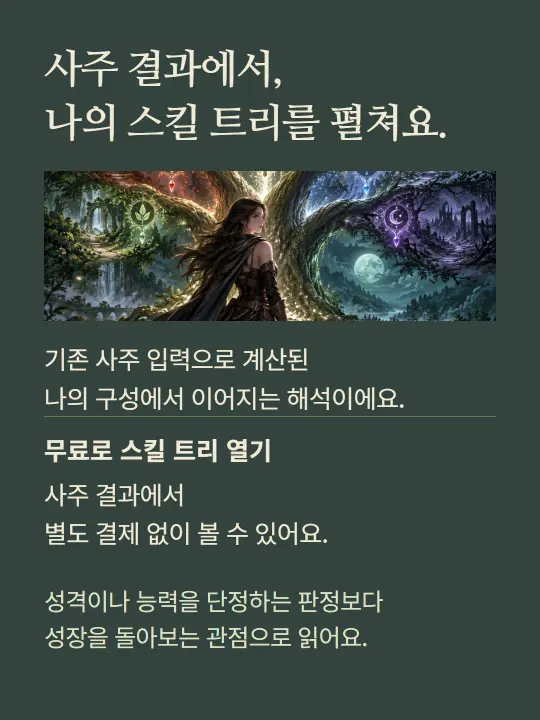 사주 결과에서,
나의 스킬 트리를 펼쳐요.
기존 사주 입력으로 계산된
나의 구성에서 이어지는 해석이에요.
무료로 스킬 트리 열기
사주 결과에서
별도 결제 없이 볼 수 있어요.
성격이나 능력을 단정하는 판정보다
성장을 돌아보는 관점으로 읽어요.